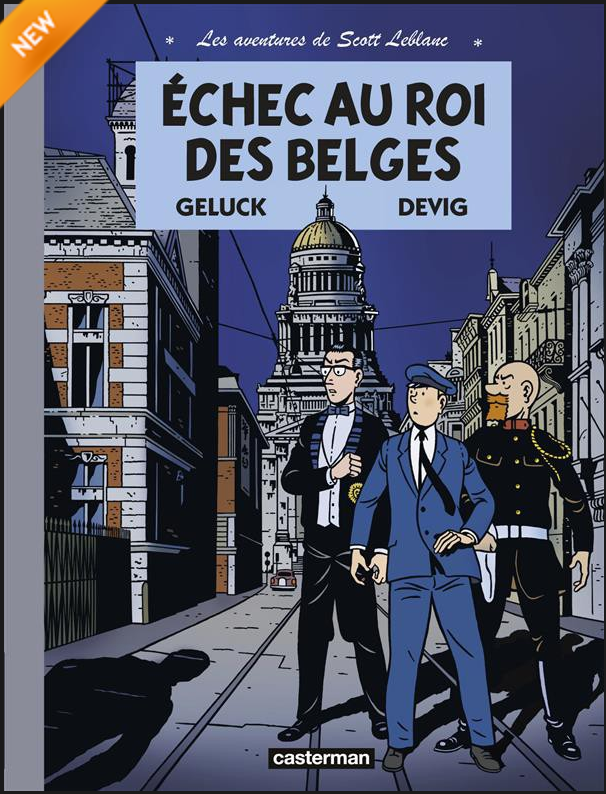 NEW
* Les aventures de Scott Leblanc *
ÉCHEC AU ROI
DES BELGES
GELUCK DEVIG
casterman